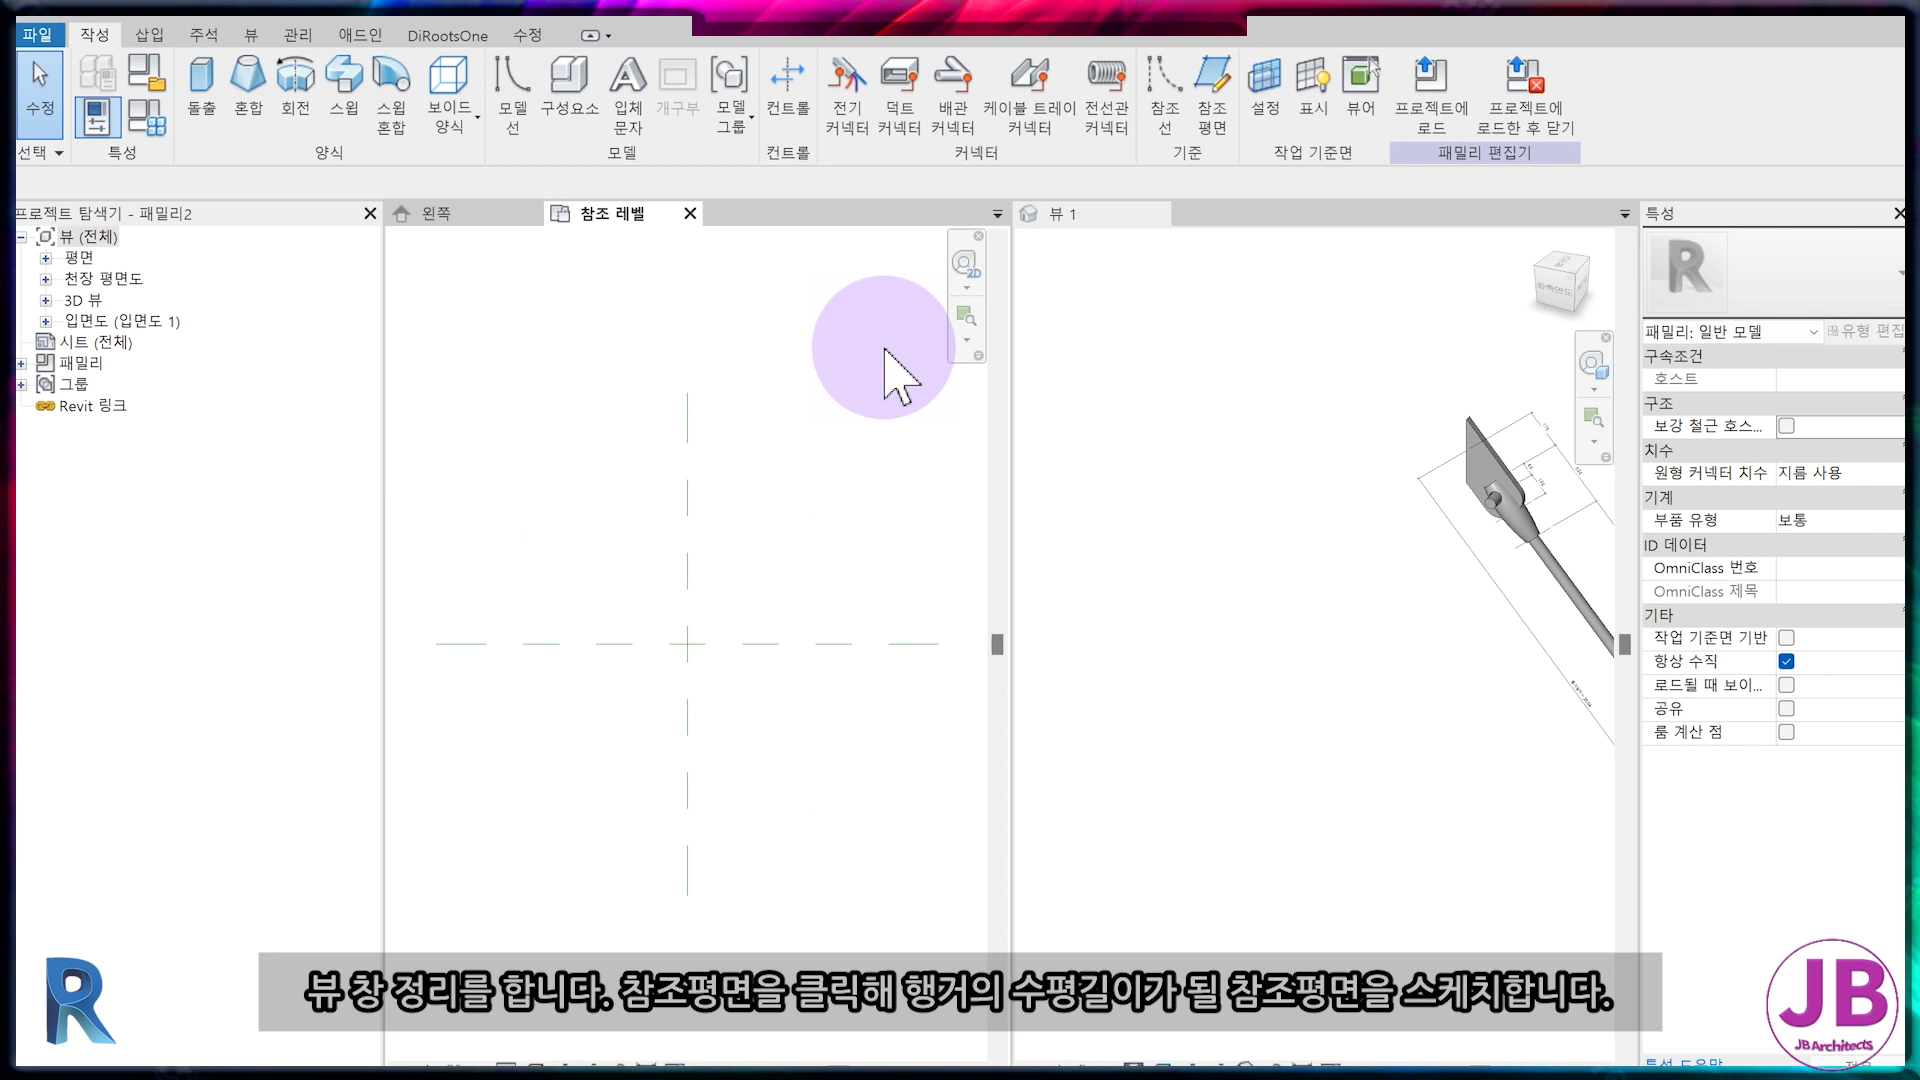 파일 작성 삽입 주석 뷰 관리 애드인 DiRootsOne 수정
수정 돌출 혼합 회전 스윕 스윕 혼합 보이드 양식 모델 선 구성요소 입체 문자 개구부 모델 그룹 컨트롤 전기 커넥터 덕트 커넥터 배관 커넥터 케이블 트레이 커넥터 전선관 커넥터 참조 선 참조 평면 설정 표시 뷰어 프로젝트에 로드 프로젝트에 로드한 후 닫기
선택 특성 양식 모델 컨트롤 커넥터 기준 작업 기준면 패밀리 편집기
프로젝트 탐색기 - 패밀리2
뷰 (전체)
평면
천장 평면도
3D 뷰
입면도 (입면도 1)
시트 (전체)
패밀리
그룹
Revit 링크
왼쪽 참조 레벨 뷰 1
2D
특성
R
패밀리: 일반 모델 유형 편집
구속조건
호스트
구조
보강 철근 호스...
치수
원형 커넥터 치수 지름 사용
기계
부품 유형 보통
ID 데이터
OmniClass 번호
OmniClass 제목
기타
작업 기준면 기반
항상 수직
로드될 때 보이...
공유
룸 계산 점
뷰 창 정리를 합니다. 참조평면을 클릭해 행거의 수평길이가 될 참조평면을 스케치합니다.
R
JB
JB Architects